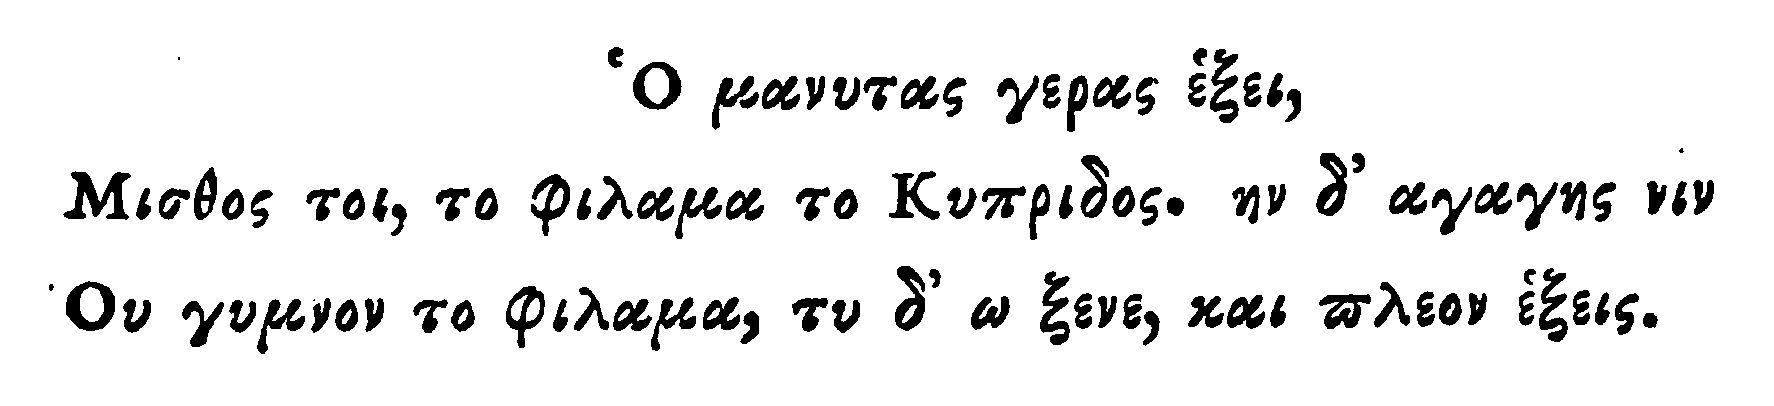 Ὁ μανυτας γερας ἑξει,
Μισθος τοι, το φιλαμα το Κυπριδος. ην δ' αγαγης νιν
Ου γυμνον το φιλαμα, τυ δ' ω ξενε, και ϖλεον ἑξεις.